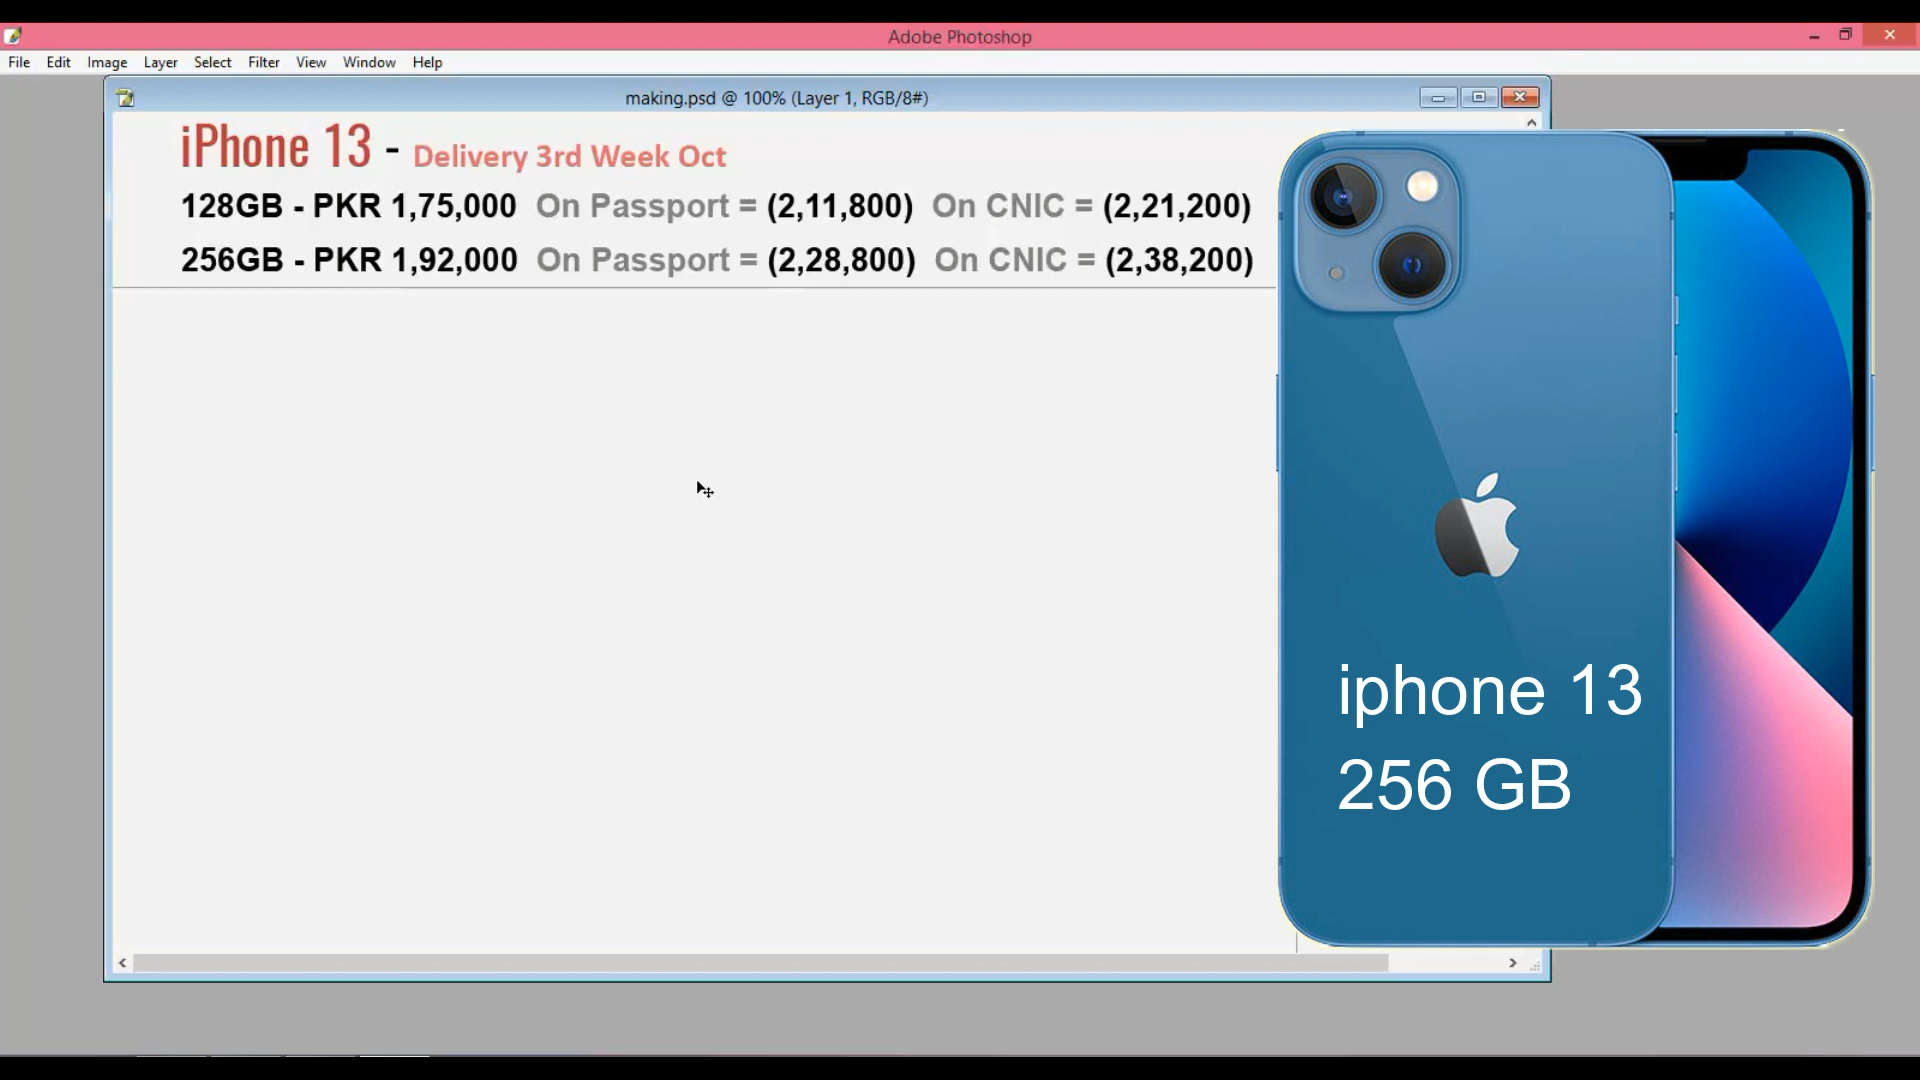 Adobe Photoshop
File Edit Image Layer Select Filter View Window Help
making.psd @ 100% (Layer 1, RGB/8#)
iPhone 13 - Delivery 3rd Week Oct
128GB - PKR 1,75,000 On Passport = (2,11,800) On CNIC = (2,21,200)
256GB - PKR 1,92,000 On Passport = (2,28,800) On CNIC = (2,38,200)
iphone 13
256 GB